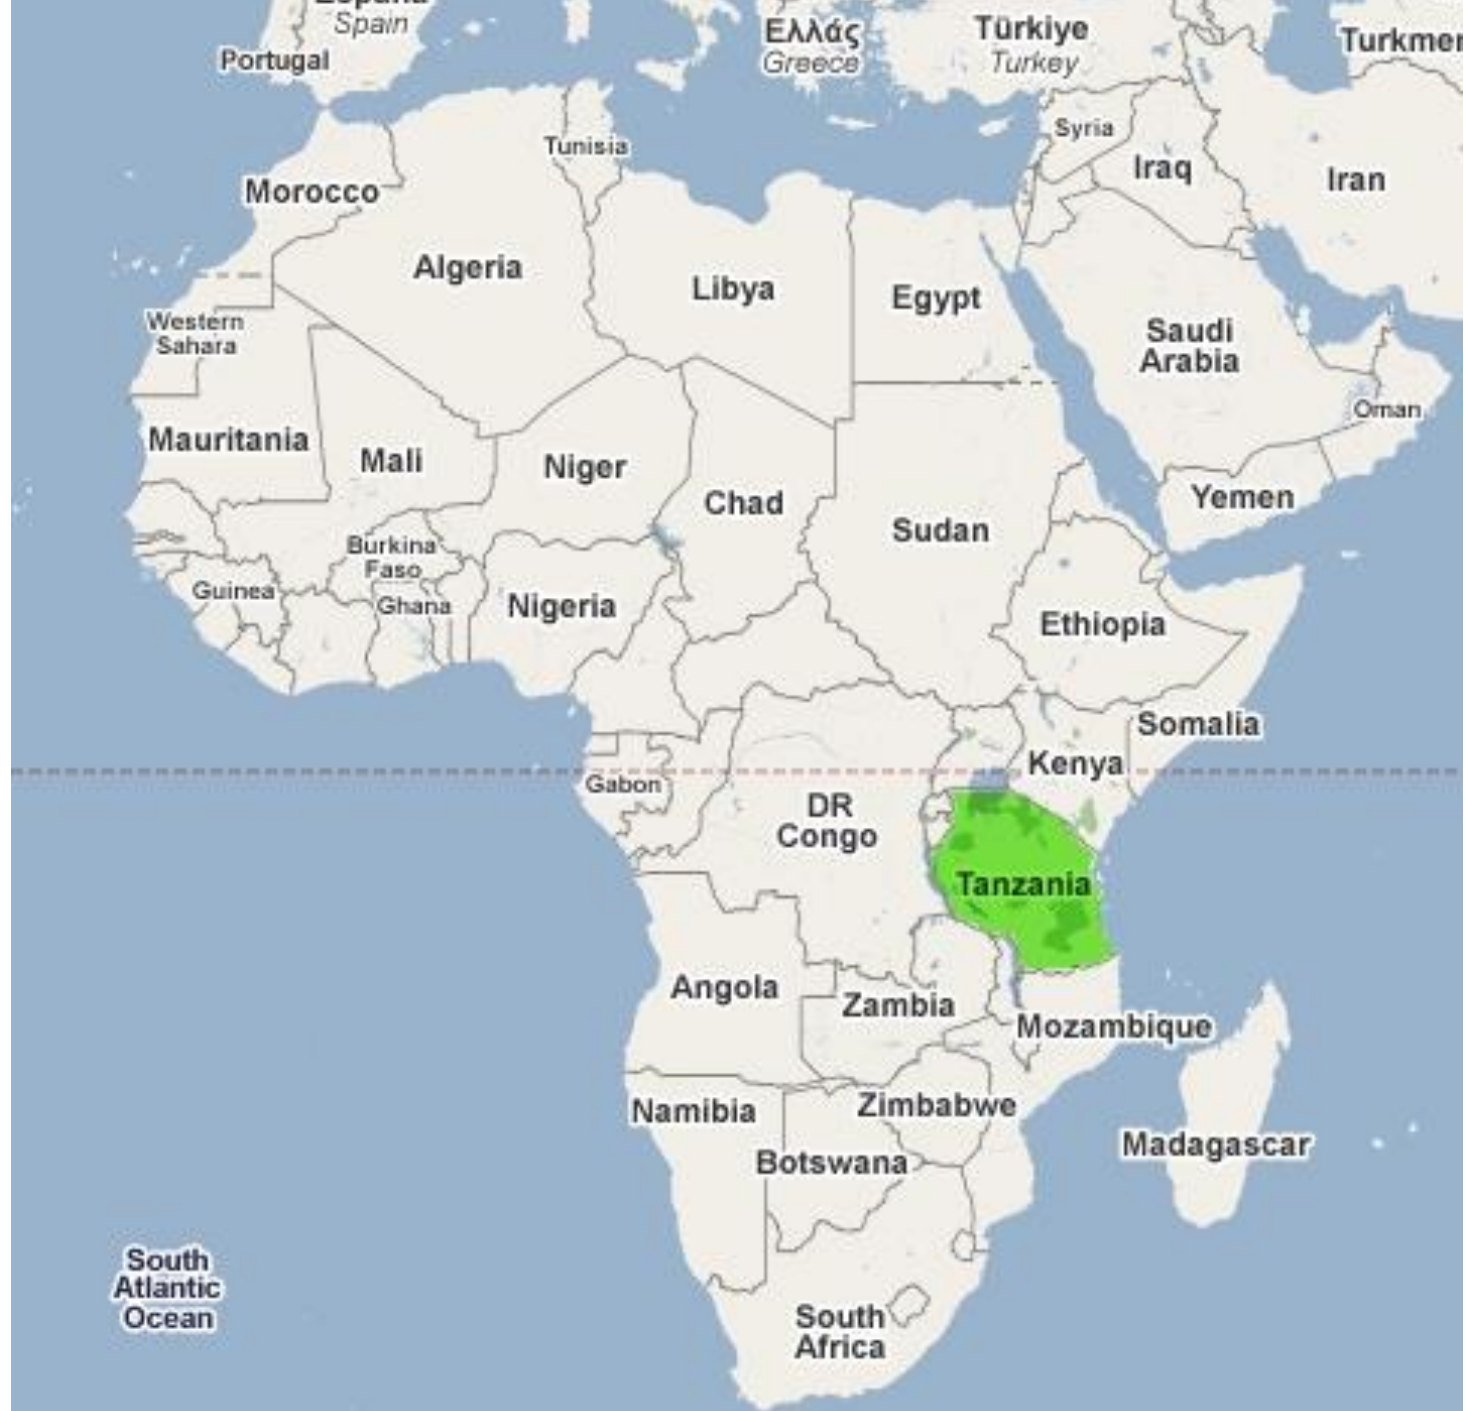 Spain
Portugal
Ελλάς
Greece
Türkiye
Turkey
Syria
Iraq
Iran
Tunisia
Morocco
Algeria
Libya
Egypt
Saudi
Arabia
Oman
Yemen
Western
Sahara
Mauritania
Mali
Niger
Chad
Sudan
Burkina
Faso
Guinea
Ghana
Nigeria
Ethiopia
Somalia
Kenya
Gabon
DR
Congo
Tanzania
Angola
Zambia
Mozambique
Namibia
Zimbabwe
Botswana
Madagascar
South
Atlantic
Ocean
South
Africa